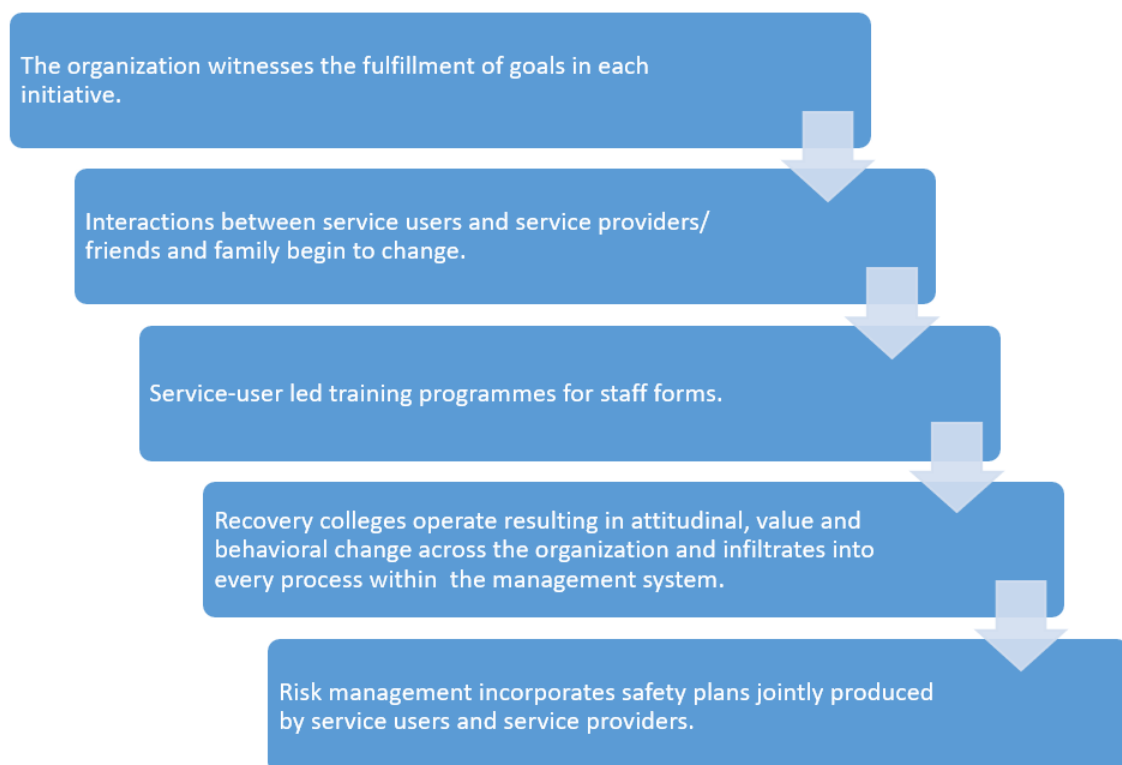 The organization witnesses the fulfillment of goals in each
initiative.
Interactions between service users and service providers/
friends and family begin to change.
Service-user led training programmes for staff forms.
Recovery colleges operate resulting in attitudinal, value and
behavioral change across the organization and infiltrates into
every process within  the management system.
Risk management incorporates safety plans jointly produced
by service users and service providers.